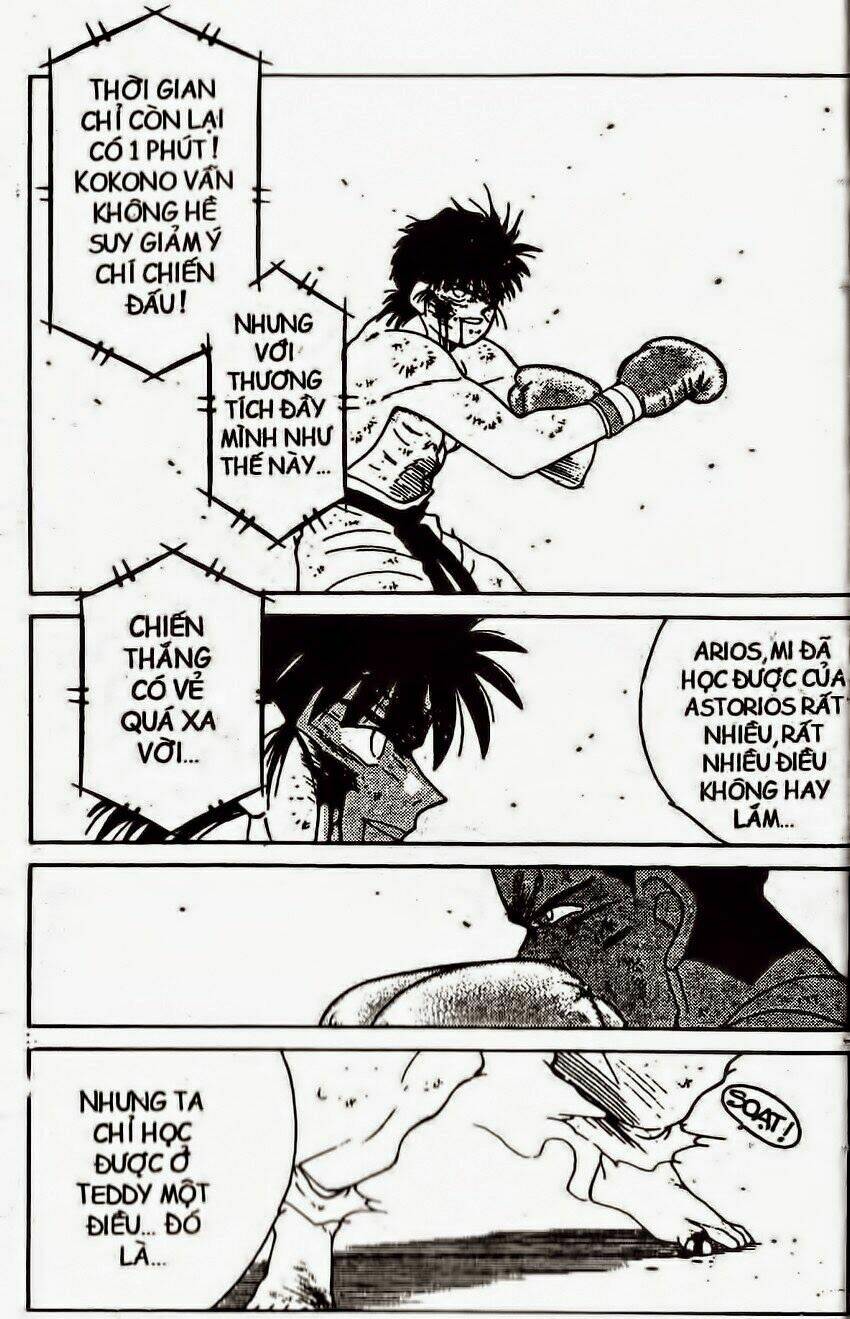 THỜI GIAN
CHỈ CÒN LẠI
CÓ 1 PHÚT!
KOKONO VẪN
KHÔNG HỀ
SUY GIẢM Ý
CHÍ CHIẾN
ĐẤU!
NHƯNG
VỚI
THƯƠNG
TÍCH ĐẦY
MÌNH NHƯ
THẾ NÀY...
CHIẾN
THẮNG
CÓ VẺ
QUÁ XA
VỜI...
ARIOS, MI ĐÃ
HỌC ĐƯỢC CỦA
ASTORIOS RẤT
NHIỀU, RẤT
NHIỀU ĐIỀU
KHÔNG HAY
LẮM...
NHƯNG TA
CHỈ HỌC
ĐƯỢC Ở
TEDDY MỘT
ĐIỀU... ĐÓ
LÀ...
SOẠT!